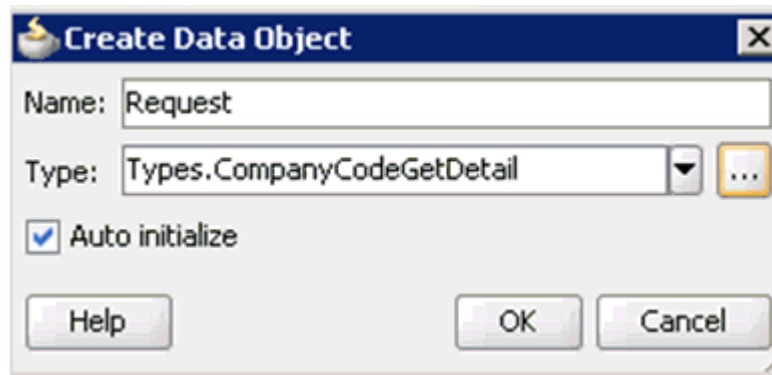 Create Data Object
Name: Request
Type: Types.CompanyCodeGetDetail ...
Auto initialize
Help OK Cancel